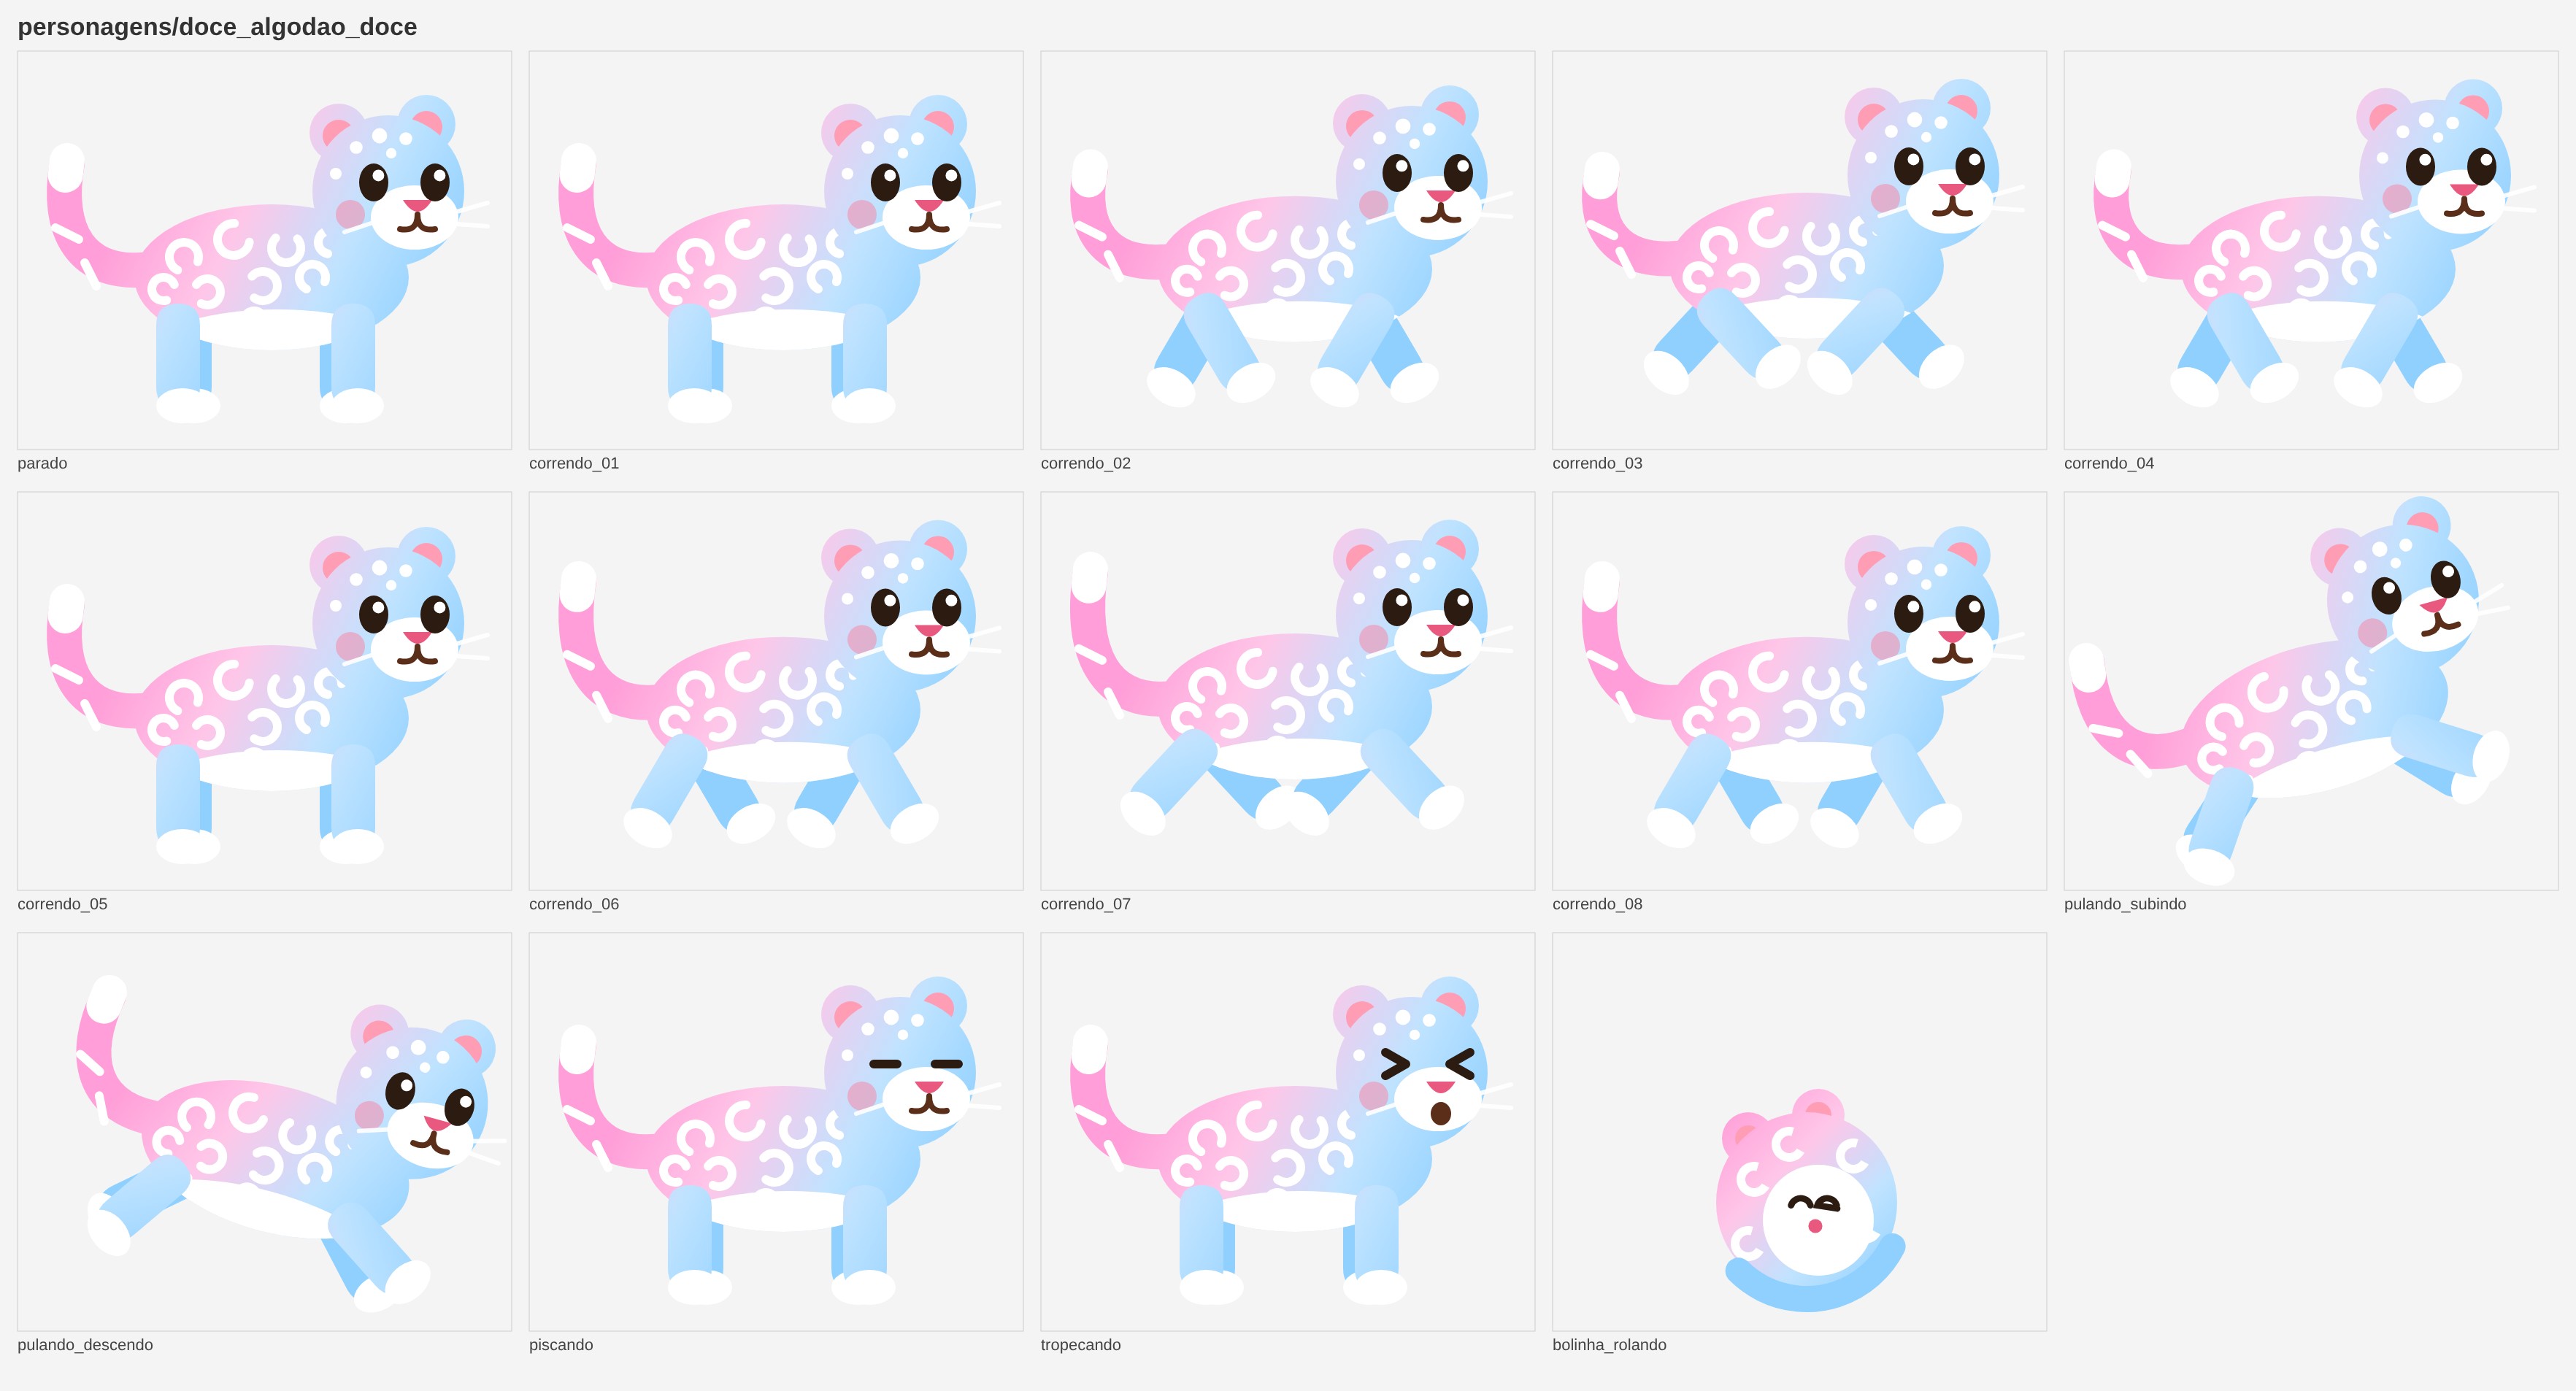 personagens/doce_algodao_doce
parado
correndo_01
correndo_02
correndo_03
correndo_04
correndo_05
correndo_06
correndo_07
correndo_08
pulando_subindo
pulando_descendo
piscando
tropecando
bolinha_rolando